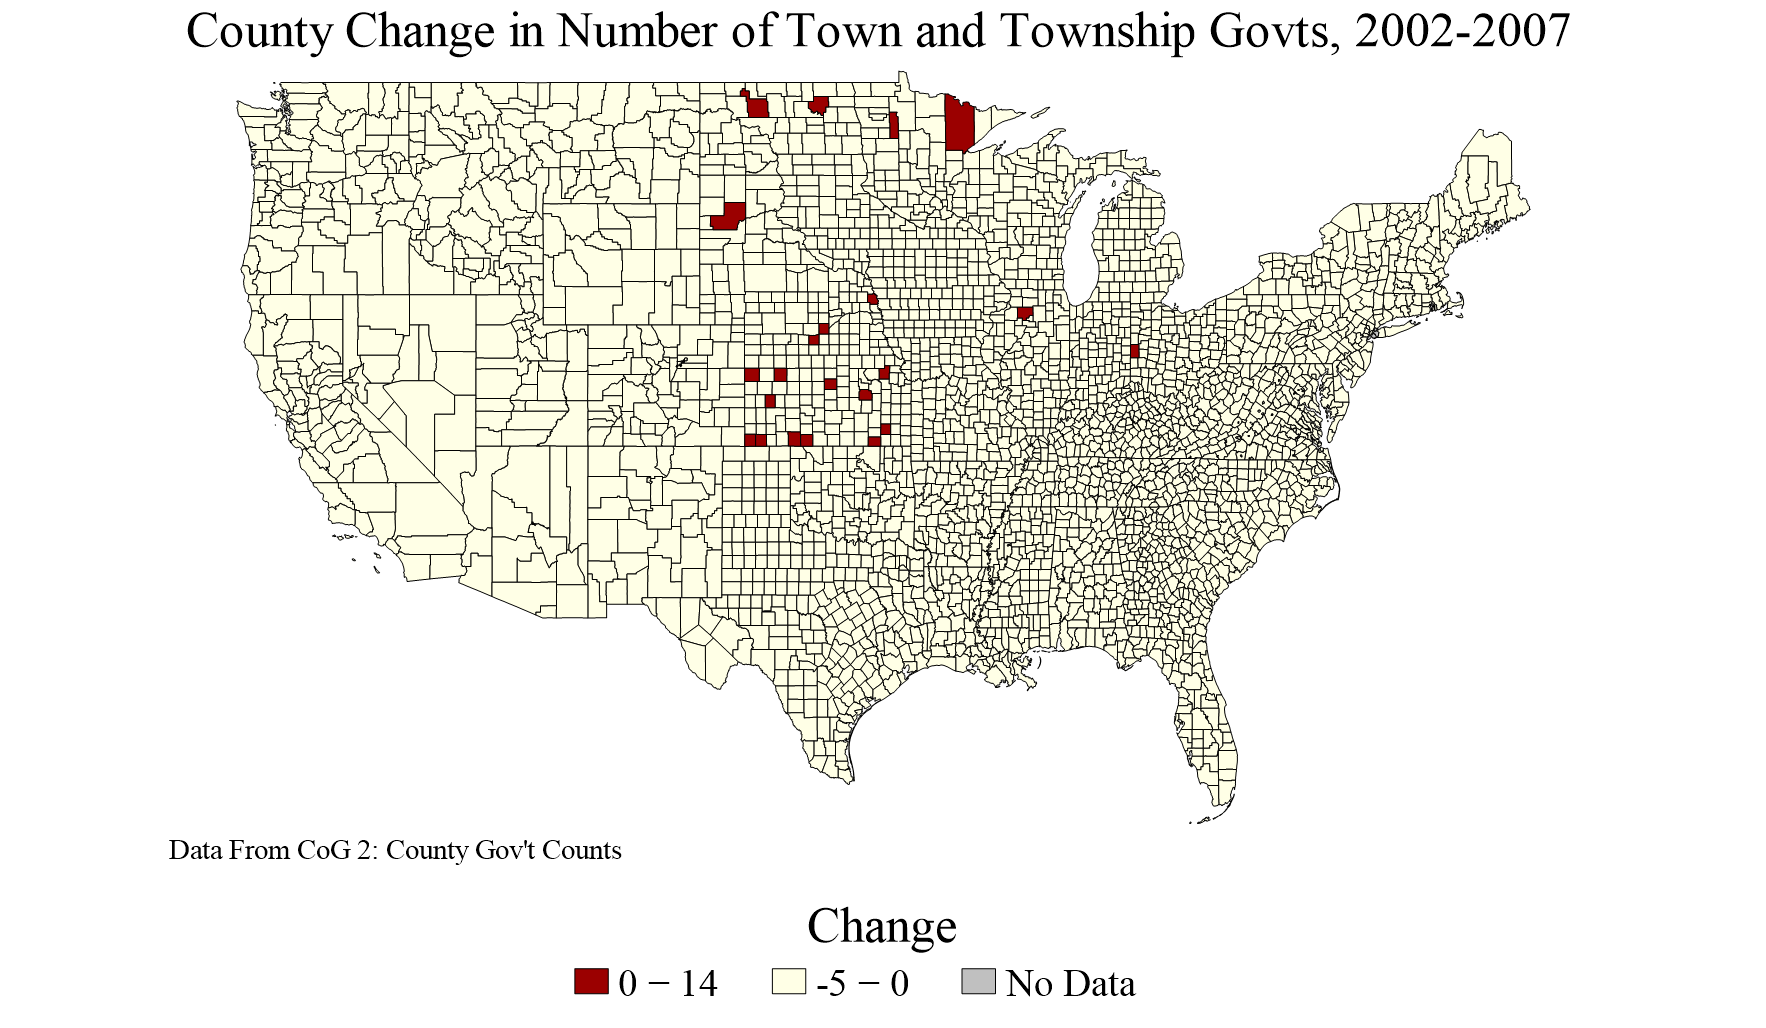 County Change in Number of Town and Township Govts, 2002-2007
Data From CoG 2: County Gov't Counts
Change
0 − 14 -5 − 0 No Data